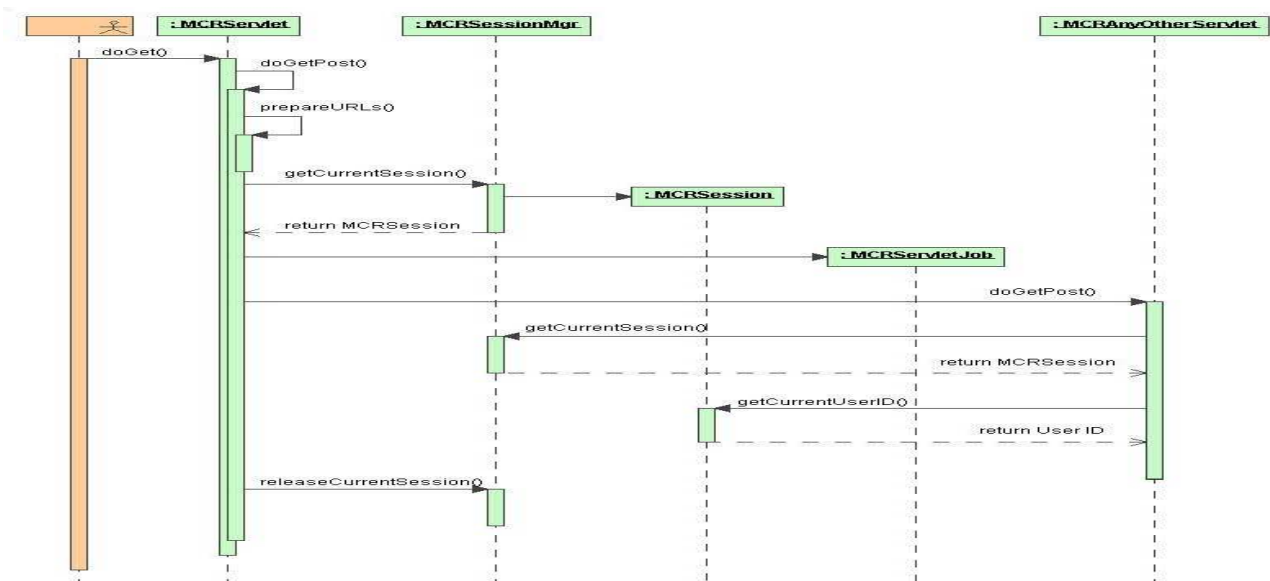 : MCRServlet
: MCRSessionMgr
: MCRAnyOtherServlet
doGet()
doGetPost()
prepareURLs()
getCurrentSession()
: MCRSession
return MCRSession
: MCRServletJob
doGetPost()
getCurrentSession()
return MCRSession
getCurrentUserID()
return User ID
releaseCurrentSession()